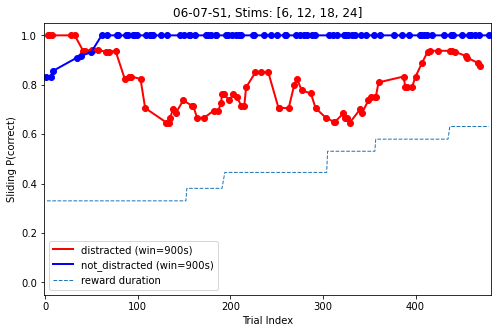 06-07-S1, Stims: [6, 12, 18, 24]
1.0
0.8
0.6
0.4
0.2
0.0
Sliding P(correct)
distracted (win=900s)
not_distracted (win=900s)
reward duration
0 100 200 300 400
Trial Index